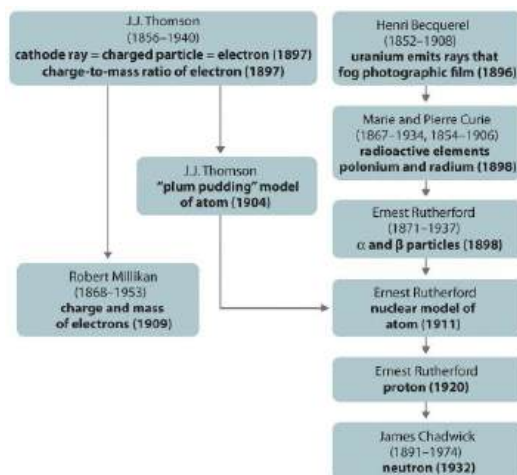 J.J. Thomson
(1856–1940)
cathode ray = charged particle = electron (1897)
charge-to-mass ratio of electron (1897)
Henri Becquerel
(1852–1908)
uranium emits rays that
fog photographic film (1896)
Marie and Pierre Curie
(1867–1934, 1854–1906)
radioactive elements
polonium and radium (1898)
J.J. Thomson
"plum pudding" model
of atom (1904)
Ernest Rutherford
(1871–1937)
α and β particles (1898)
Robert Millikan
(1868–1953)
charge and mass
of electrons (1909)
Ernest Rutherford
nuclear model of
atom (1911)
Ernest Rutherford
proton (1920)
James Chadwick
(1891–1974)
neutron (1932)